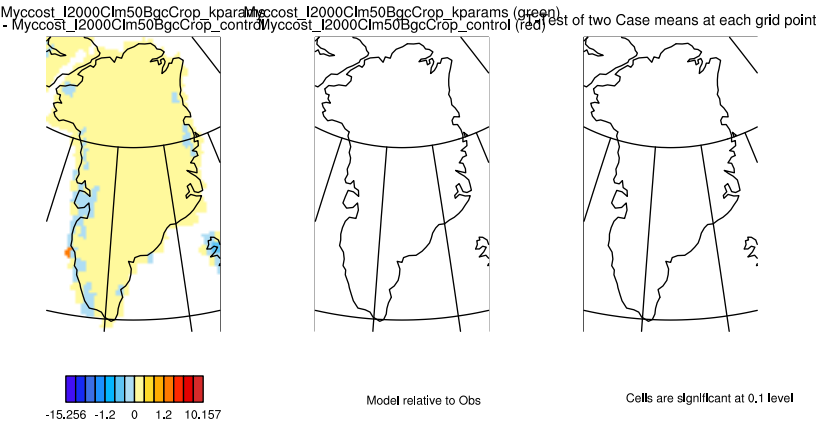 Myccost_I2000Clm50BgcCrop_kparams
- Myccost_I2000Clm50BgcCrop_control
Myccost_I2000Clm50BgcCrop_kparams (green)
Myccost_I2000Clm50BgcCrop_control (red)
T-Test of two Case means at each grid point
-15.256 -1.2 0 1.2 10.157
Model relative to Obs
Cells are significant at 0.1 level